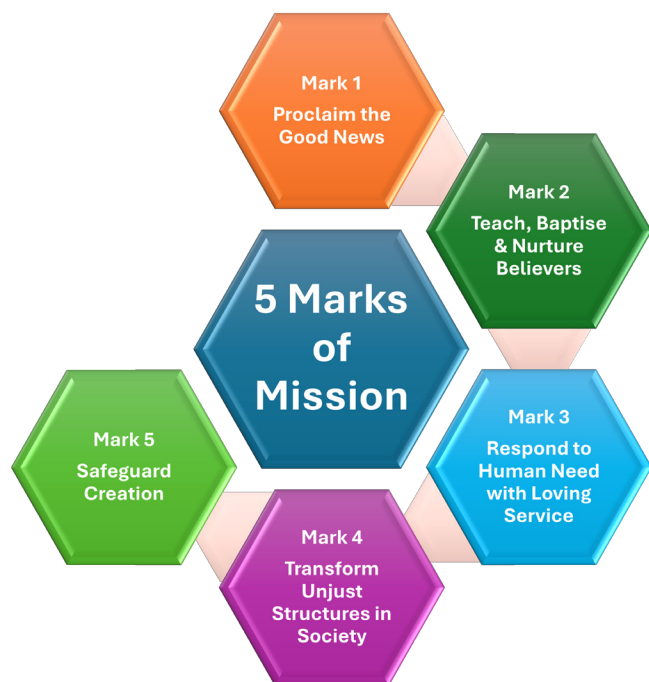 Mark 1
Proclaim the
Good News
Mark 2
Teach, Baptise
& Nurture
Believers
5 Marks
of
Mission
Mark 3
Respond to
Human Need
with Loving
Service
Mark 4
Transform
Unjust
Structures in
Society
Mark 5
Safeguard
Creation